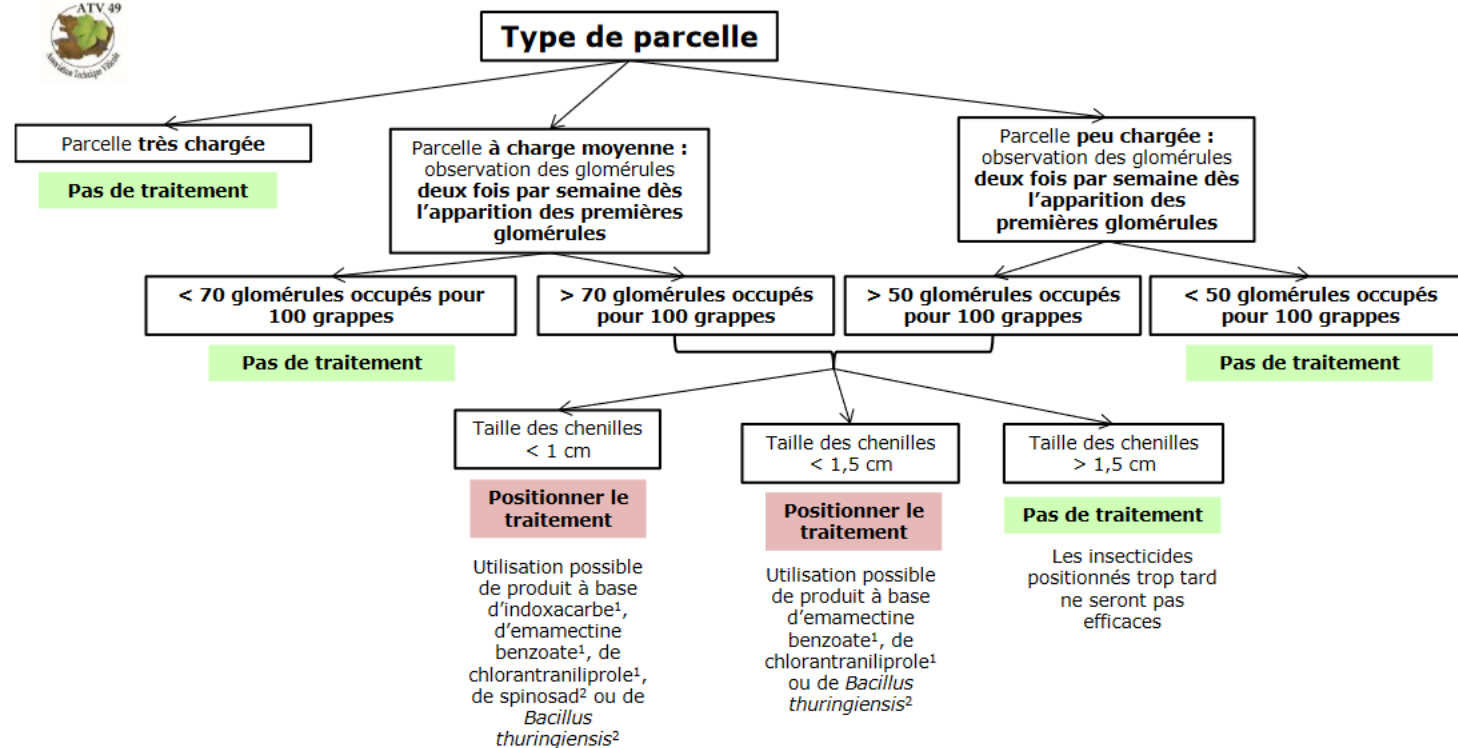 ATV 49
Association Technique Viticole
Type de parcelle
Parcelle très chargée
Pas de traitement
Parcelle à charge moyenne :
observation des glomérules
deux fois par semaine dès
l'apparition des premières
glomérules
Parcelle peu chargée :
observation des glomérules
deux fois par semaine dès
l'apparition des
premières glomérules
< 70 glomérules occupés pour
100 grappes
Pas de traitement
> 70 glomérules occupés
pour 100 grappes
> 50 glomérules occupés
pour 100 grappes
< 50 glomérules occupés
pour 100 grappes
Pas de traitement
Taille des chenilles
< 1 cm
Positionner le
traitement
Utilisation possible
de produit à base
d'indoxacarbe¹,
d'emamectine
benzoate¹, de
chlorantraniliprole¹,
de spinosad² ou de
Bacillus
thuringiensis²
Taille des chenilles
< 1,5 cm
Positionner le
traitement
Utilisation possible
de produit à base
d'emamectine
benzoate¹, de
chlorantraniliprole¹
ou de Bacillus
thuringiensis²
Taille des chenilles
> 1,5 cm
Pas de traitement
Les insecticides
positionnés trop tard
ne seront pas
efficaces